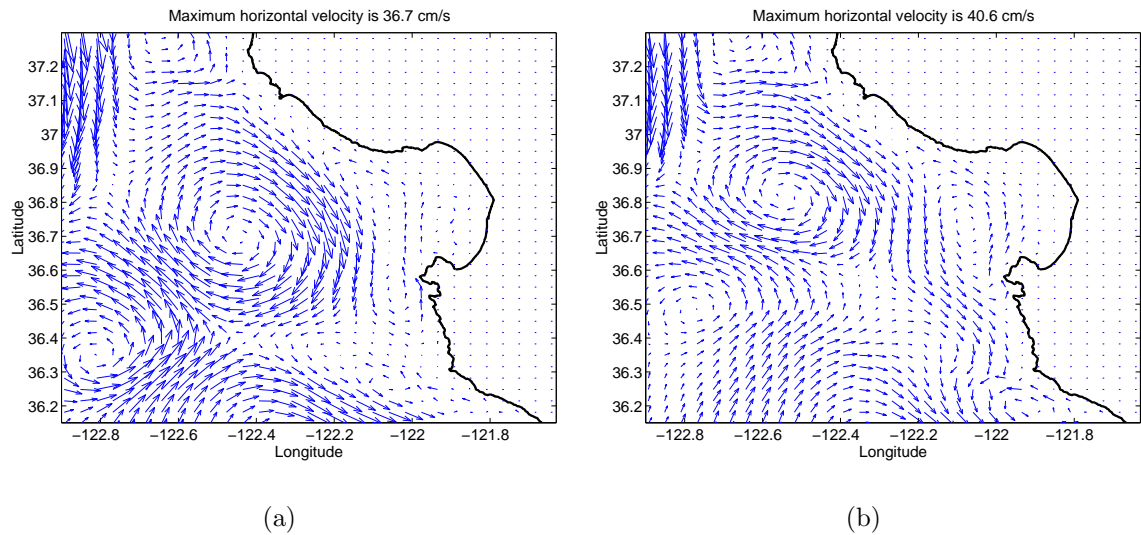 Maximum horizontal velocity is 36.7 cm/s
37.2
37.1
37
36.9
36.8
36.7
36.6
36.5
36.4
36.3
36.2
Latitude
−122.8 −122.6 −122.4 −122.2 −122 −121.8
Longitude
(a)
Maximum horizontal velocity is 40.6 cm/s
37.2
37.1
37
36.9
36.8
36.7
36.6
36.5
36.4
36.3
36.2
Latitude
−122.8 −122.6 −122.4 −122.2 −122 −121.8
Longitude
(b)